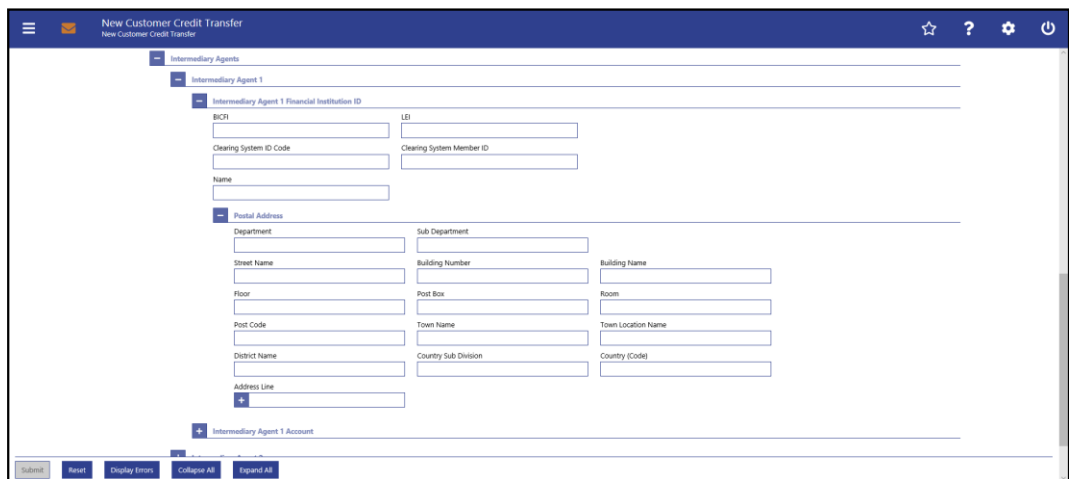 New Customer Credit Transfer
New Customer Credit Transfer
?
Intermediary Agents
Intermediary Agent 1
Intermediary Agent 1 Financial Institution ID
BICFI LEI
Clearing System ID Code Clearing System Member ID
Name
Postal Address
Department Sub Department
Street Name Building Number Building Name
Floor Post Box Room
Post Code Town Name Town Location Name
District Name Country Sub Division Country (Code)
Address Line
Intermediary Agent 1 Account
Submit Reset Display Errors Collapse All Expand All